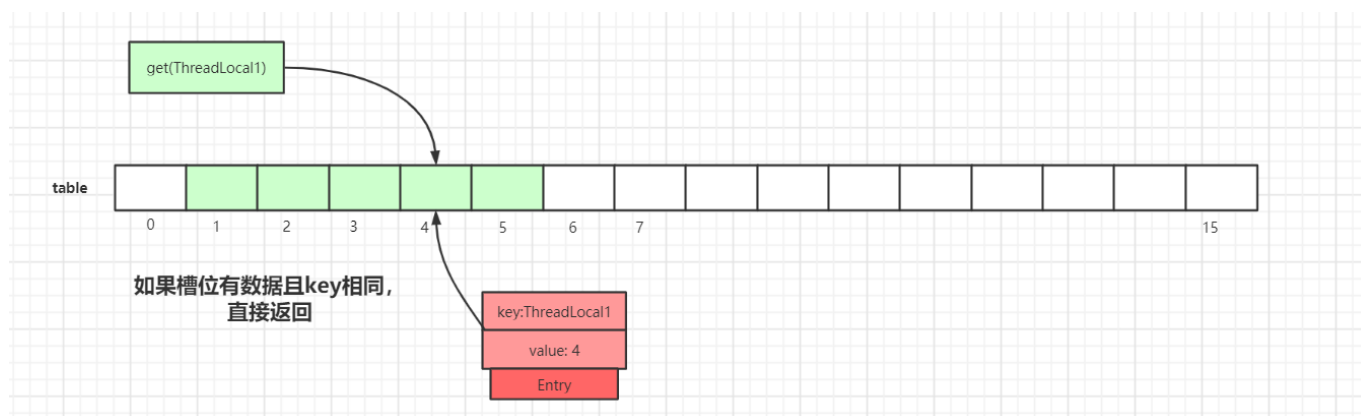 get(ThreadLocal1)
table
0 1 2 3 4 5 6 7 15
如果槽位有数据且key相同，
直接返回
key:ThreadLocal1
value: 4
Entry